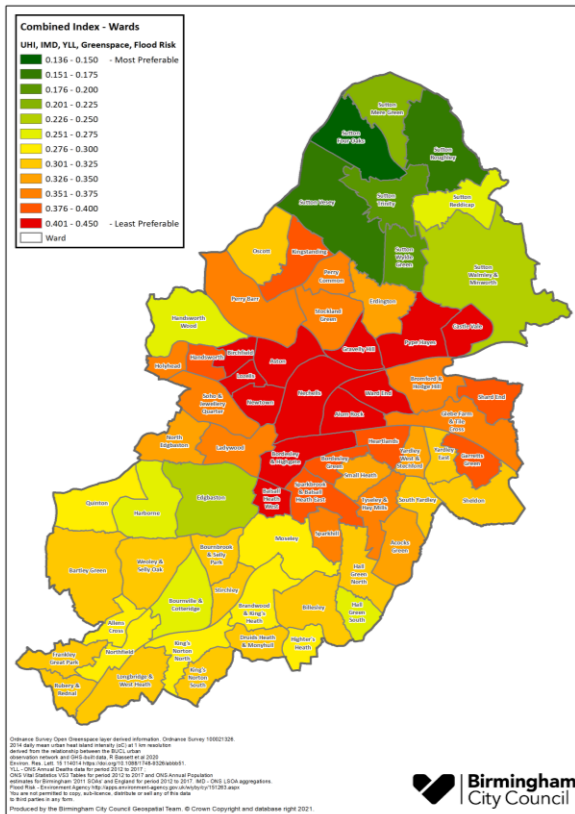 Combined Index - Wards
UHI, IMD, YLL, Greenspace, Flood Risk
0.136 - 0.150 - Most Preferable
0.151 - 0.175
0.176 - 0.200
0.201 - 0.225
0.226 - 0.250
0.251 - 0.275
0.276 - 0.300
0.301 - 0.325
0.326 - 0.350
0.351 - 0.375
0.376 - 0.400
0.401 - 0.450 - Least Preferable
Ward
Sutton
Mere Green
Sutton
Four Oaks
Sutton
Roughley
Sutton Vesey
Sutton
Trinity
Sutton
Reddicap
Sutton
Wylde
Green
Sutton
Walmley &
Minworth
Oscott
Kingstanding
Perry
Common
Perry Barr
Stockland
Green
Erdington
Handsworth
Wood
Pype Hayes
Castle Vale
Handsworth
Birchfield
Aston
Gravelly Hill
Holyhead
Lozells
Bromford &
Hodge Hill
Shard End
Soho &
Jewellery
Quarter
Newtown
Nechells
Ward End
Alum Rock
Glebe Farm
& Tile
Cross
North
Edgbaston
Ladywood
Bordesley
& Highgate
Bordesley
Green
Heartlands
Yardley
West &
Stechford
Yardley
East
Garretts
Green
Small Heath
Quinton
Harborne
Edgbaston
Balsall
Heath
West
Sparkbrook
& Balsall
Heath East
Tyseley &
Hay Mills
South Yardley
Sheldon
Moseley
Sparkhill
Acocks
Green
Bartley Green
Weoley &
Selly Oak
Bournbrook
& Selly
Park
Hall
Green
North
Stirchley
Bournville &
Cotteridge
Brandwood
& King's
Heath
Billesley
Hall
Green
South
Allens
Cross
Northfield
King's
Norton
North
Druids Heath
& Monyhull
Highter's
Heath
Frankley
Great Park
Rubery &
Rednal
Longbridge &
West Heath
King's
Norton
South
Ordnance Survey Open Greenspace layer derived information. Ordnance Survey 100021326.
2014 daily mean urban heat island intensity (oC) at 1 km resolution
derived from the relationship between the BUCL urban
observation network and GHS-built data, R Bassett et al 2020
YLL - ONS Annual Deaths data for period 2012 to 2017
ONS Vital Statistics VS3 Tables for period 2012 to 2017 and ONS Annual Population
estimates for Birmingham '2011 SOAs' and England for period 2012 to 2017. IMD - ONS LSOA aggregations.
You are not permitted to copy, sub-licence, distribute or sell any of this data
to third parties in any form.
Produced by the Birmingham City Council Geospatial Team. © Crown Copyright and database right 2021.
Birmingham
City Council